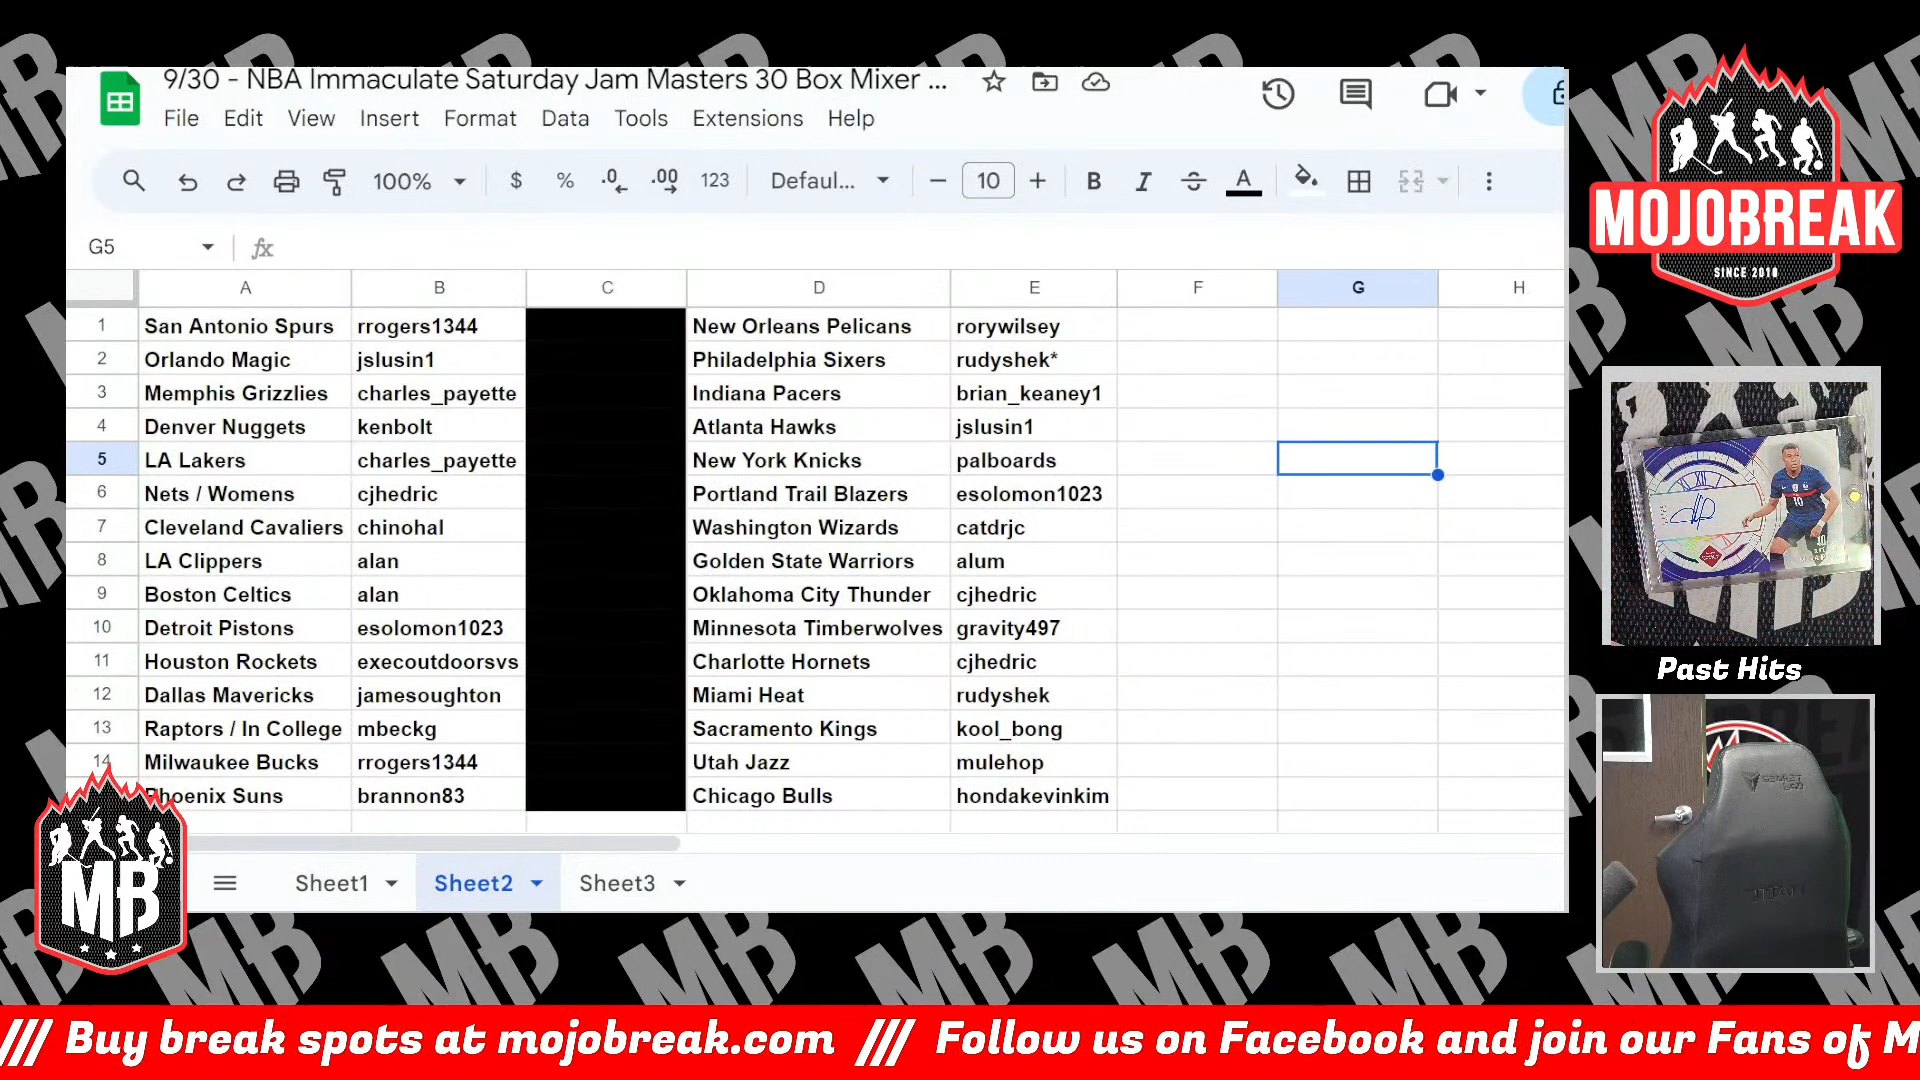 9/30 - NBA Immaculate Saturday Jam Masters 30 Box Mixer ...
File Edit View Insert Format Data Tools Extensions Help
100% $ % .0 .00 123 Defaul... 10 B I A
G5 fx
A B C D E F G H
1 San Antonio Spurs rrogers1344 New Orleans Pelicans rorywilsey
2 Orlando Magic jslusin1 Philadelphia Sixers rudyshek*
3 Memphis Grizzlies charles_payette Indiana Pacers brian_keaney1
4 Denver Nuggets kenbolt Atlanta Hawks jslusin1
5 LA Lakers charles_payette New York Knicks palboards
6 Nets / Womens cjhedric Portland Trail Blazers esolomon1023
7 Cleveland Cavaliers chinohal Washington Wizards catdrjc
8 LA Clippers alan Golden State Warriors alum
9 Boston Celtics alan Oklahoma City Thunder cjhedric
10 Detroit Pistons esolomon1023 Minnesota Timberwolves gravity497
11 Houston Rockets execoutdoorsvs Charlotte Hornets cjhedric
12 Dallas Mavericks jamesoughton Miami Heat rudyshek
13 Raptors / In College mbeckg Sacramento Kings kool_bong
14 Milwaukee Bucks rrogers1344 Utah Jazz mulehop
Phoenix Suns brannon83 Chicago Bulls hondakevinkim
Sheet1 Sheet2 Sheet3
MOJOBREAK
SINCE 2010
Past Hits
SECRET
LAB
TITAN
MB
/// Buy break spots at mojobreak.com /// Follow us on Facebook and join our Fans of M